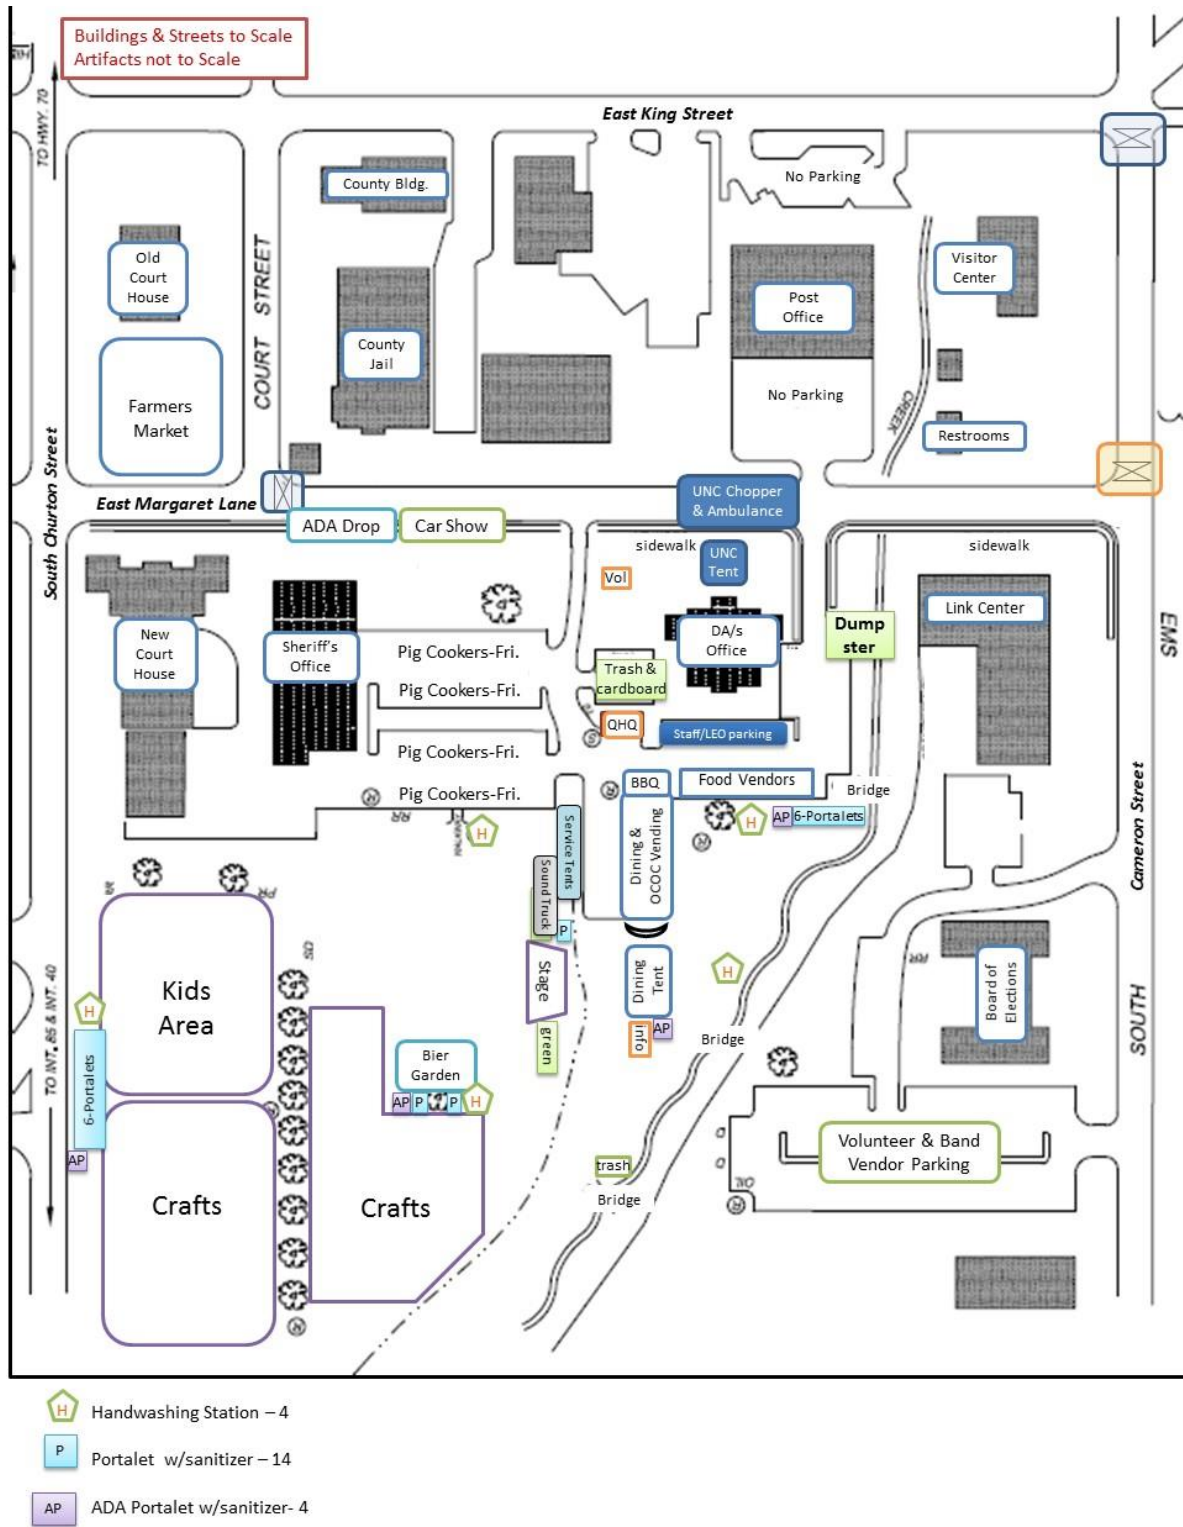 Buildings & Streets to Scale
Artifacts not to Scale
TO HWY. 70
East King Street
No Parking
County Bldg.
Old
Court
House
COURT STREET
Visitor
Center
Post
Office
County
Jail
No Parking
Farmers
Market
CREEK
Restrooms
South Churton Street
East Margaret Lane
UNC Chopper
& Ambulance
ADA Drop
Car Show
sidewalk
sidewalk
UNC
Tent
Vol
Link Center
EMS
New
Court
House
Sheriff's
Office
DA/s
Office
Dump
ster
Pig Cookers-Fri.
Trash &
cardboard
Pig Cookers-Fri.
QHQ
S
Staff/LEO parking
Pig Cookers-Fri.
BBQ
Food Vendors
Bridge
Pig Cookers-Fri.
R
RR
R
H
H
AP
6-Portalets
Service Tents
Dining &
OCOC Vending
R
Cameron Street
Sound Truck
P
RR
SD
Kids
Area
Stage
Dining
Tent
H
Board of
Elections
TO INT. 85 & INT. 40
H
6-Portalets
green
info
AP
Bridge
SOUTH
Bier
Garden
AP
P
P
H
R
AP
Volunteer & Band
Vendor Parking
D
D
OIL
R
trash
Bridge
Crafts
Crafts
R
H
Handwashing Station – 4
P
Portalet w/sanitizer – 14
AP
ADA Portalet w/sanitizer- 4